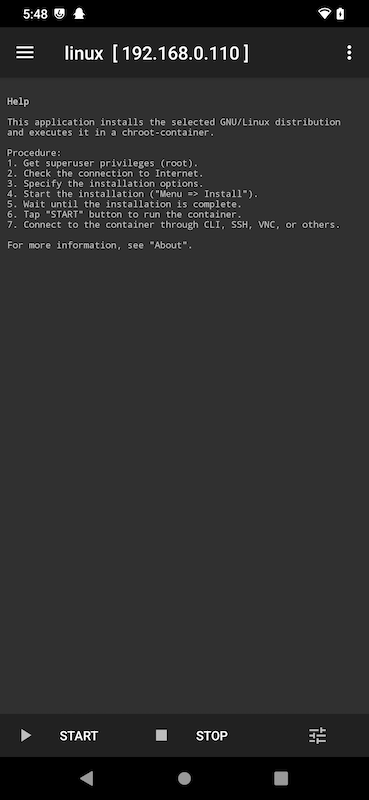 5:48
linux [ 192.168.0.110 ]
Help
This application installs the selected GNU/Linux distribution
and executes it in a chroot-container.
Procedure:
1. Get superuser privileges (root).
2. Check the connection to Internet.
3. Specify the installation options.
4. Start the installation ("Menu => Install").
5. Wait until the installation is complete.
6. Tap "START" button to run the container.
7. Connect to the container through CLI, SSH, VNC, or others.
For more information, see "About".
START STOP